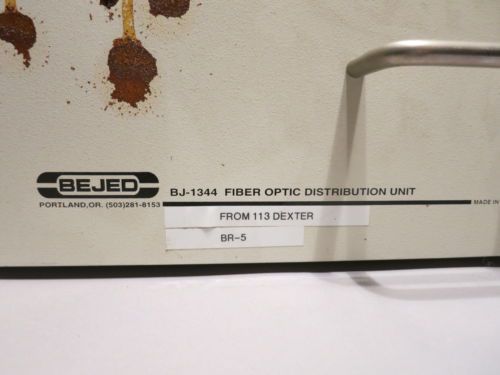 BEJED
BJ-1344 FIBER OPTIC DISTRIBUTION UNIT
PORTLAND,OR. (503)281-8153
MADE IN
FROM 113 DEXTER
BR-5